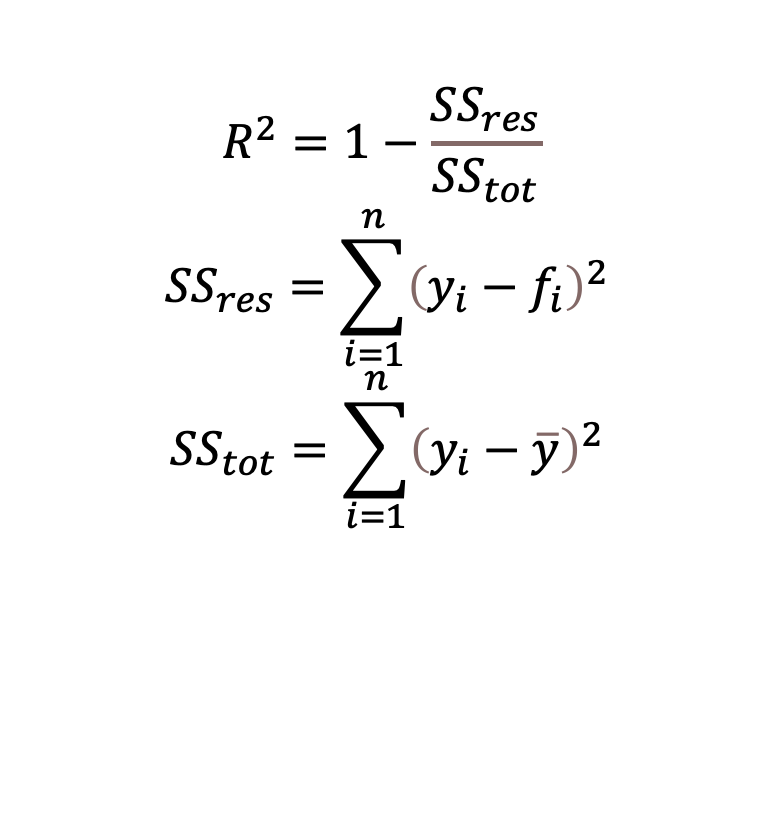 R² = 1 − SS_res / SS_tot
SS_res = ∑_{i=1}^{n} (y_i − f_i)²
SS_tot = ∑_{i=1}^{n} (y_i − ȳ)²